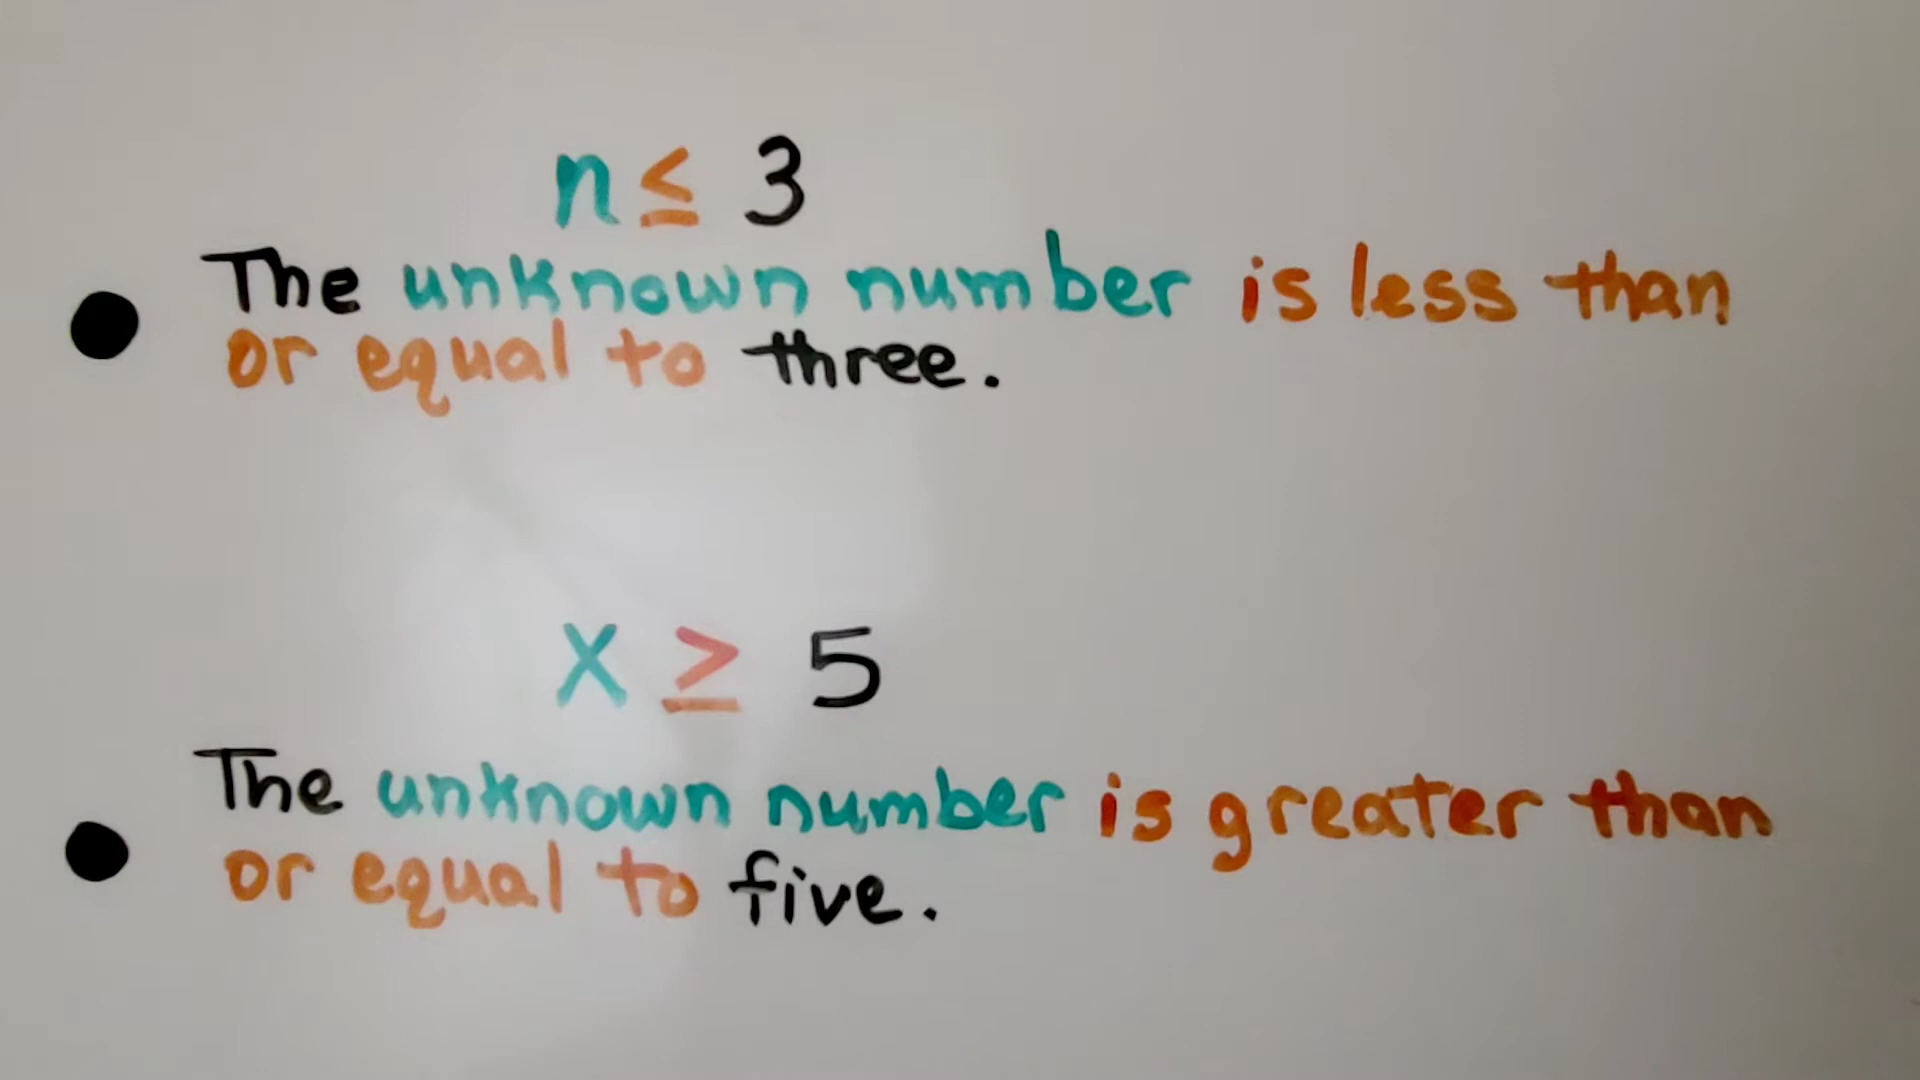 n ≤ 3
The unknown number is less than
or equal to three.
x ≥ 5
The unknown number is greater than
or equal to five.